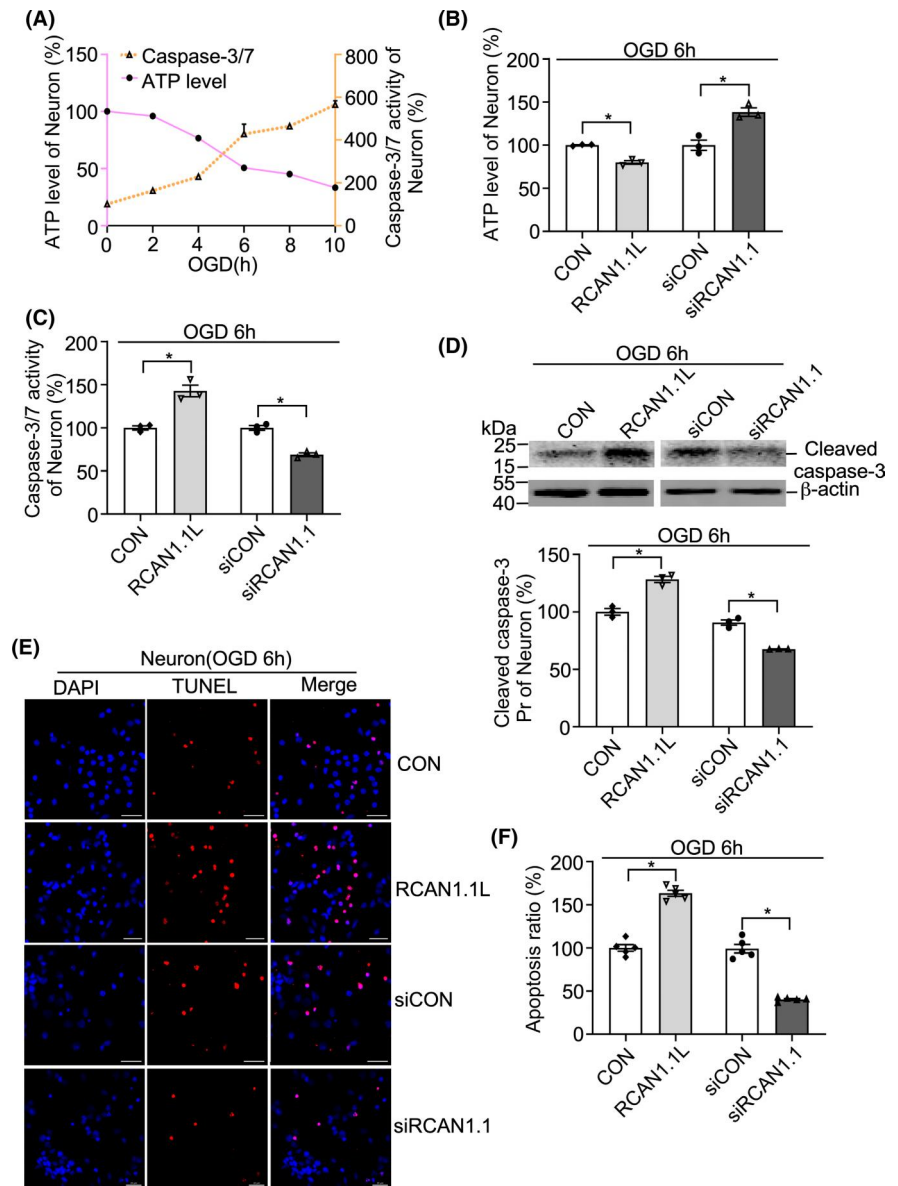 (A)
Caspase-3/7
ATP level
ATP level of Neuron (%)
150
100
50
0
Caspase-3/7 activity of
Neuron (%)
800
600
400
200
0
0 2 4 6 8 10
OGD(h)
(B)
OGD 6h
ATP level of Neuron (%)
200
150
100
50
0
*
*
CON
RCAN1.1L
siCON
siRCAN1.1
(C)
OGD 6h
Caspase-3/7 activity
of Neuron (%)
200
150
100
50
0
*
*
CON
RCAN1.1L
siCON
siRCAN1.1
(D)
OGD 6h
CON
RCAN1.1L
siCON
siRCAN1.1
kDa
25
15
55
40
Cleaved
caspase-3
β-actin
OGD 6h
Cleaved caspase-3
Pr of Neuron (%)
150
100
50
0
*
*
CON
RCAN1.1L
siCON
siRCAN1.1
(E)
Neuron(OGD 6h)
DAPI TUNEL Merge
CON
RCAN1.1L
siCON
siRCAN1.1
(F)
OGD 6h
Apoptosis ratio (%)
200
150
100
50
0
*
*
CON
RCAN1.1L
siCON
siRCAN1.1